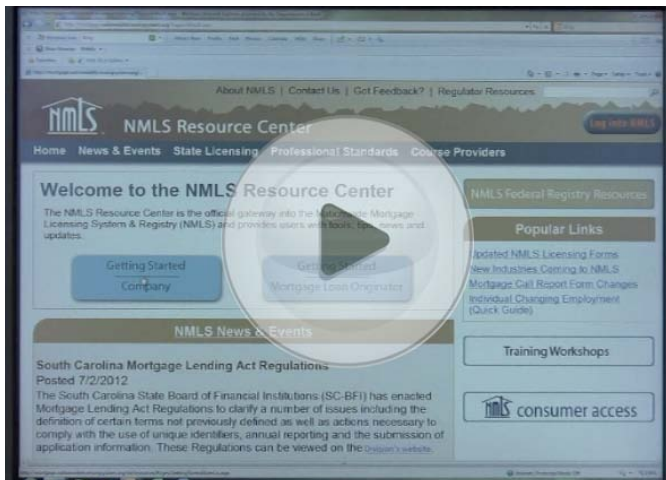 About NMLS | Contact Us | Got Feedback? | Regulator Resources
NMLS
NMLS Resource Center
Log into NMLS
Home News & Events State Licensing Professional Standards Course Providers
Welcome to the NMLS Resource Center
The NMLS Resource Center is the official gateway into the Nationwide Mortgage
Licensing System & Registry (NMLS) and provides users with tools, tips, news and
updates.
Getting Started
Company
Getting Started
Mortgage Loan Originator
NMLS News & Events
South Carolina Mortgage Lending Act Regulations
Posted 7/2/2012
The South Carolina State Board of Financial Institutions (SC-BFI) has enacted
Mortgage Lending Act Regulations to clarify a number of issues including the
definition of certain terms not previously defined as well as actions necessary to
comply with the use of unique identifiers, annual reporting and the submission of
application information. These Regulations can be viewed on the Division's website.
NMLS Federal Registry Resources
Popular Links
Updated NMLS Licensing Forms
New Industries Coming to NMLS
Mortgage Call Report Form Changes
Individual Changing Employment
(Quick Guide)
Training Workshops
NMLS consumer access